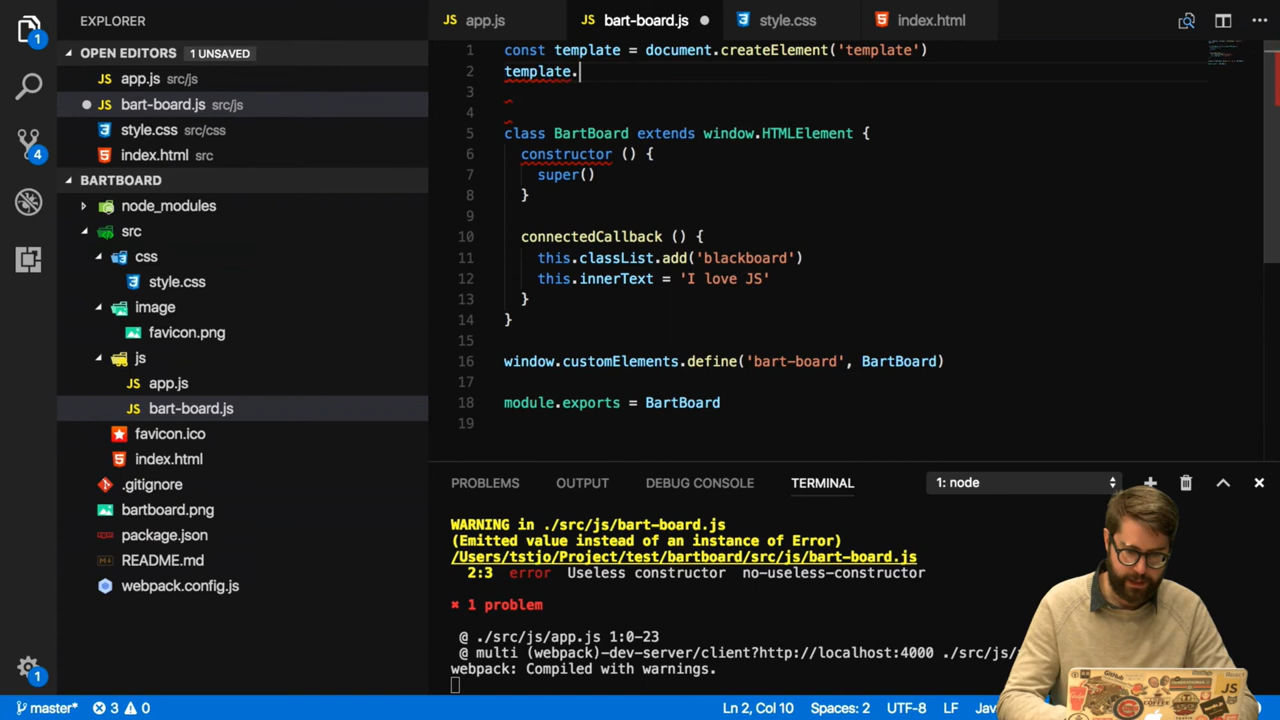 EXPLORER
OPEN EDITORS 1 UNSAVED
app.js src/js
bart-board.js src/js
style.css src/css
index.html src
BARTBOARD
node_modules
src
css
style.css
image
favicon.png
js
app.js
bart-board.js
favicon.ico
index.html
.gitignore
bartboard.png
package.json
README.md
webpack.config.js
1
4
1
JS app.js JS bart-board.js style.css index.html
1 const template = document.createElement('template')
2 template.
3
4
5 class BartBoard extends window.HTMLElement {
6 constructor () {
7 super()
8 }
9
10 connectedCallback () {
11 this.classList.add('blackboard')
12 this.innerText = 'I love JS'
13 }
14 }
15
16 window.customElements.define('bart-board', BartBoard)
17
18 module.exports = BartBoard
19
PROBLEMS OUTPUT DEBUG CONSOLE TERMINAL 1: node
WARNING in ./src/js/bart-board.js
(Emitted value instead of an instance of Error)
/Users/tstjo/Project/test/bartboard/src/js/bart-board.js
2:3 error Useless constructor no-useless-constructor
✖ 1 problem
@ ./src/js/app.js 1:0-23
@ multi (webpack)-dev-server/client?http://localhost:4000 ./src/js/
webpack: Compiled with warnings.
master* 3 0 Ln 2, Col 10 Spaces: 2 UTF-8 LF
GitHub
React
JS